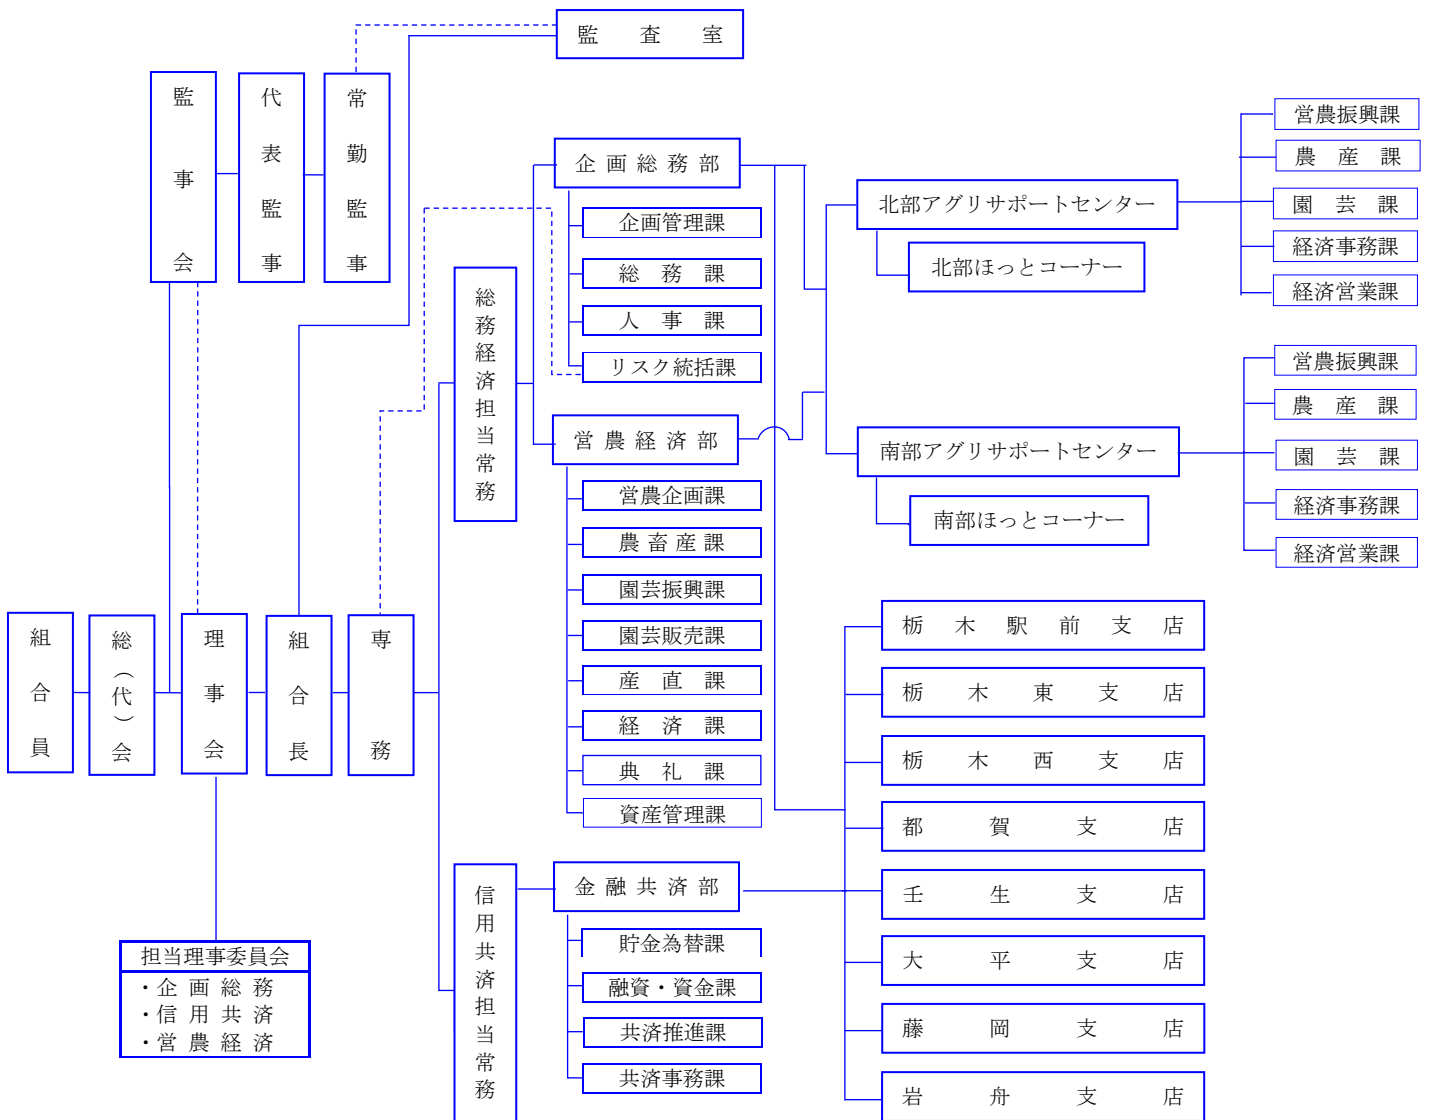 監査室
監事会
代表監事
常勤監事
組合員
総（代）会
理事会
組合長
専務
担当理事委員会
・企画総務
・信用共済
・営農経済
総務経済担当常務
企画総務部
企画管理課
総務課
人事課
リスク統括課
営農経済部
営農企画課
農畜産課
園芸振興課
園芸販売課
産直課
経済課
典礼課
資産管理課
信用共済担当常務
金融共済部
貯金為替課
融資・資金課
共済推進課
共済事務課
北部アグリサポートセンター
北部ほっとコーナー
営農振興課
農産課
園芸課
経済事務課
経済営業課
南部アグリサポートセンター
南部ほっとコーナー
営農振興課
農産課
園芸課
経済事務課
経済営業課
栃木駅前支店
栃木東支店
栃木西支店
都賀支店
壬生支店
大平支店
藤岡支店
岩舟支店